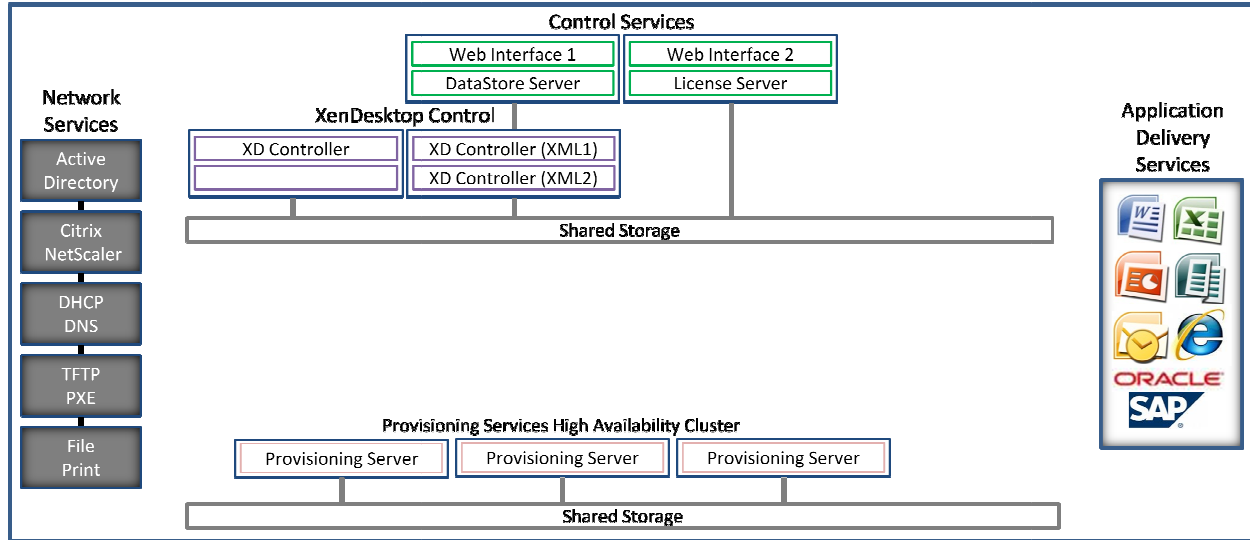 Control Services
Web Interface 1
DataStore Server
Web Interface 2
License Server
Network
Services
Active
Directory
Citrix
NetScaler
DHCP
DNS
TFTP
PXE
File
Print
XenDesktop Control
XD Controller
XD Controller (XML1)
XD Controller (XML2)
Shared Storage
Provisioning Services High Availability Cluster
Provisioning Server
Provisioning Server
Provisioning Server
Shared Storage
Application
Delivery
Services
W
X
P
e
ORACLE
SAP